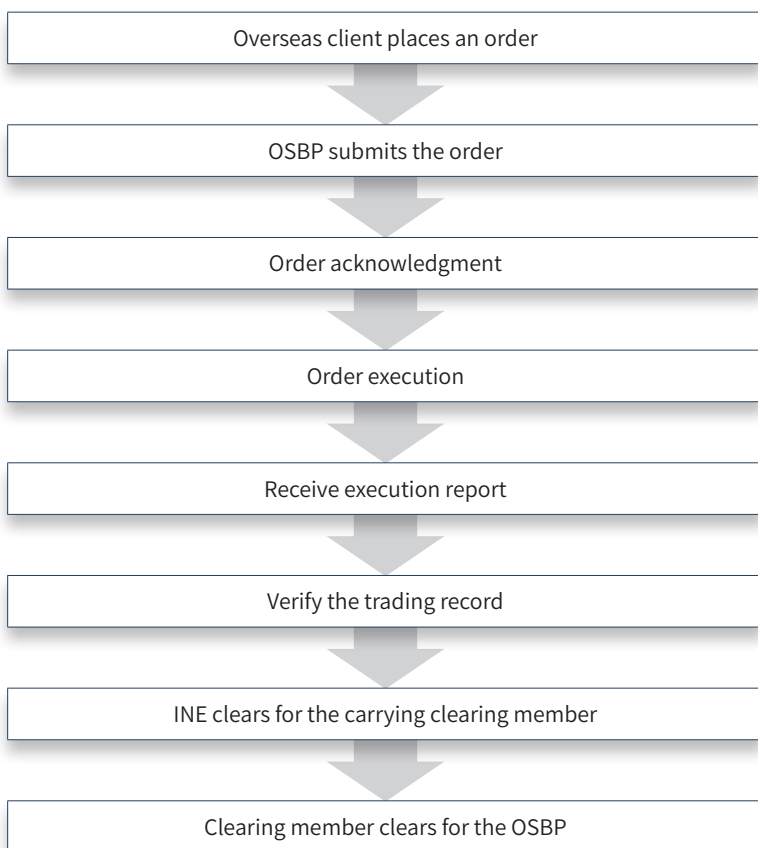 Overseas client places an order
OSBP submits the order
Order acknowledgment
Order execution
Receive execution report
Verify the trading record
INE clears for the carrying clearing member
Clearing member clears for the OSBP